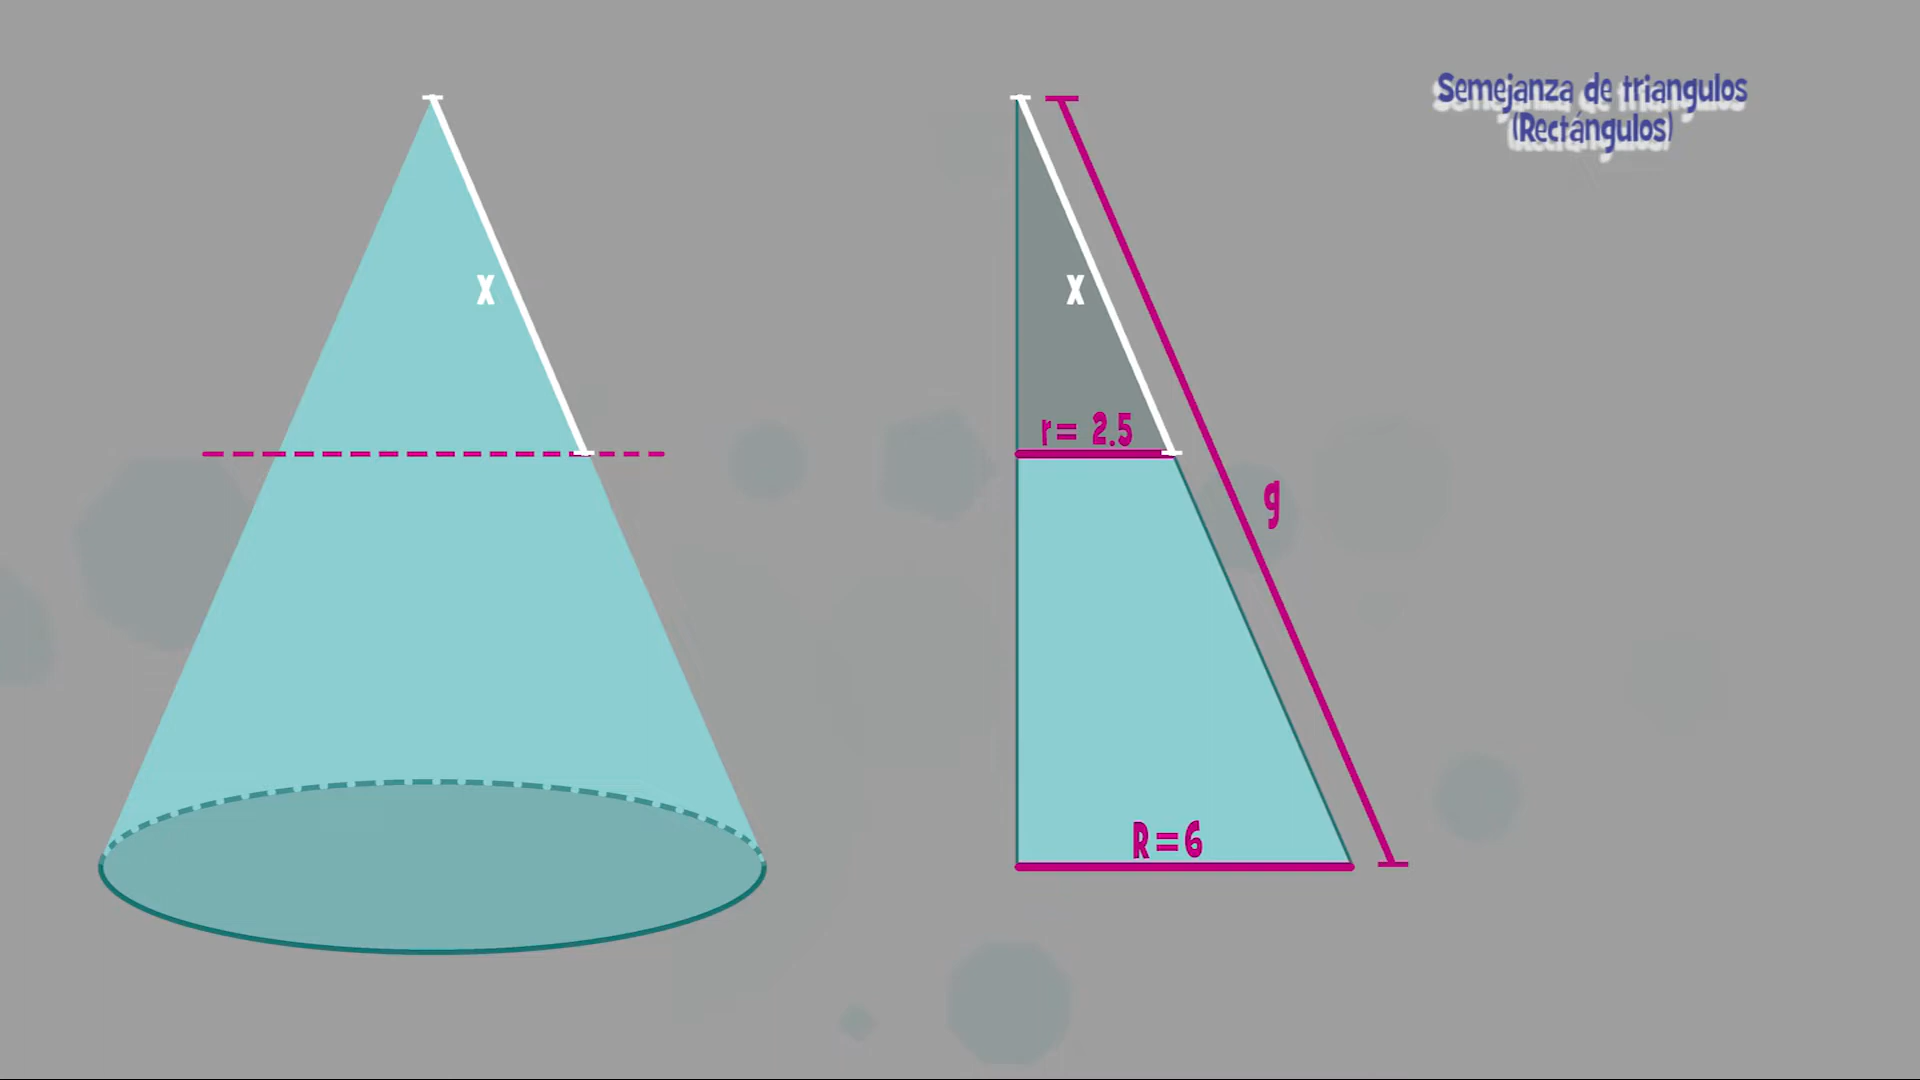 Semejanza de triangulos
(Rectángulos)
X
X
r= 2.5
g
R=6